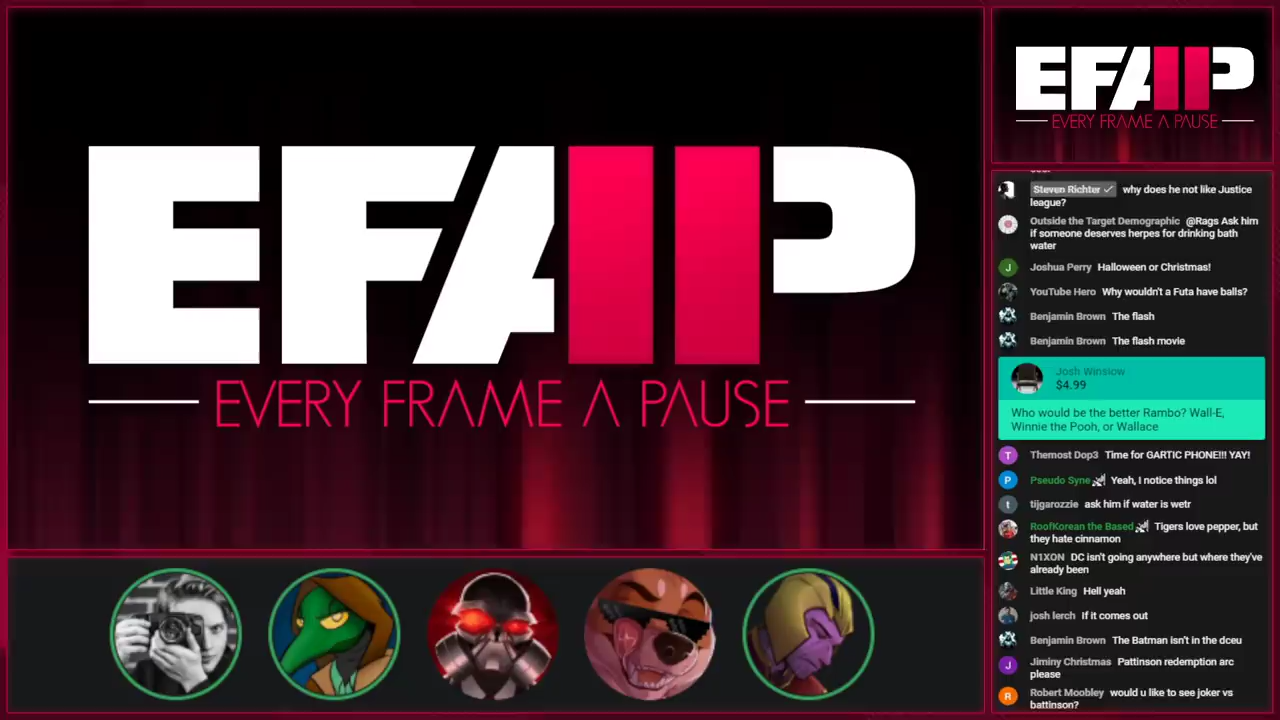 EFAP
EVERY FRAME A PAUSE
EFAP
EVERY FRAME A PAUSE
Steven Richter why does he not like Justice
league?
Outside the Target Demographic @Rags Ask him
if someone deserves herpes for drinking bath
water
J
Joshua Perry Halloween or Christmas!
YouTube Hero Why wouldn't a Futa have balls?
Benjamin Brown The flash
Benjamin Brown The flash movie
Josh Winslow
$4.99
Who would be the better Rambo? Wall-E,
Winnie the Pooh, or Wallace
T
Themost Dop3 Time for GARTIC PHONE!!! YAY!
P
Pseudo Syne Yeah, I notice things lol
t
tijgarozzie ask him if water is wetr
RoofKorean the Based Tigers love pepper, but
they hate cinnamon
N1XON DC isn't going anywhere but where they've
already been
Little King Hell yeah
josh lerch If it comes out
Benjamin Brown The Batman isn't in the dceu
J
Jiminy Christmas Pattinson redemption arc
please
R
Robert Moobley would u like to see joker vs
battinson?